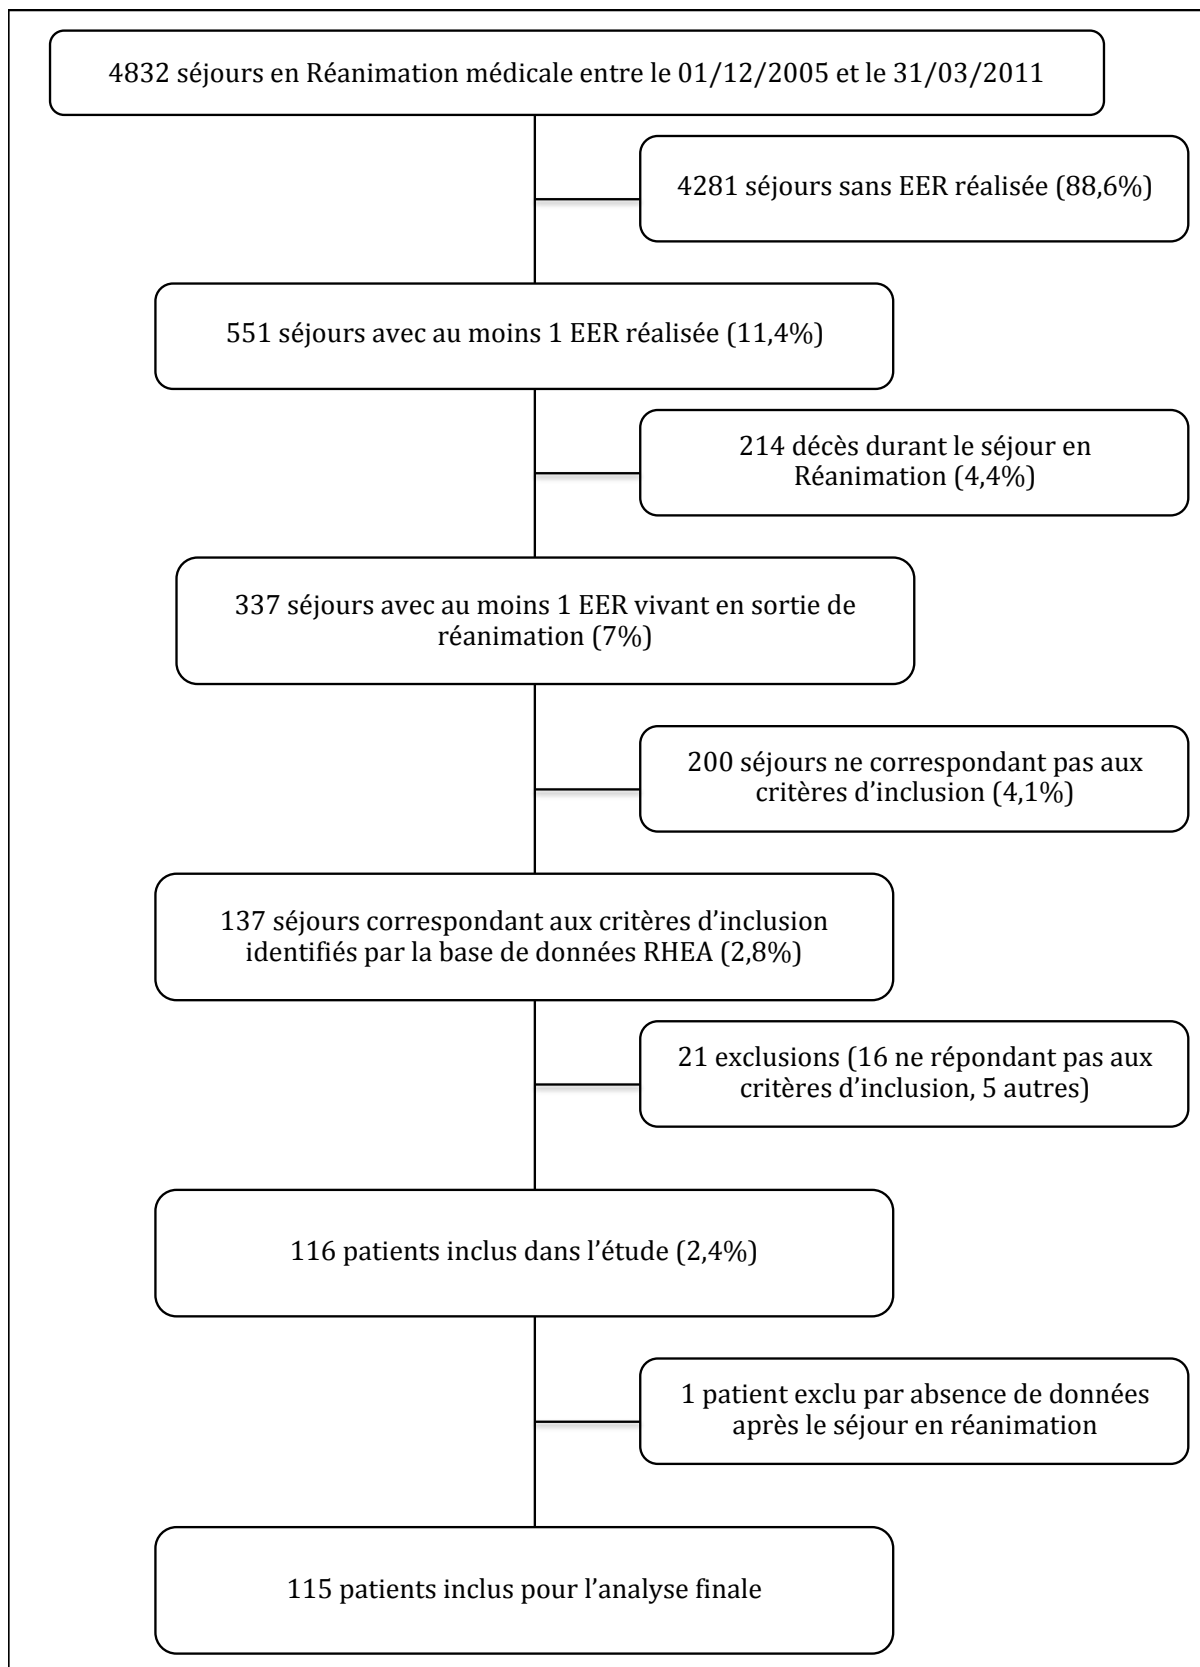 4832 séjours en Réanimation médicale entre le 01/12/2005 et le 31/03/2011
4281 séjours sans EER réalisée (88,6%)
551 séjours avec au moins 1 EER réalisée (11,4%)
214 décès durant le séjour en
Réanimation (4,4%)
337 séjours avec au moins 1 EER vivant en sortie de
réanimation (7%)
200 séjours ne correspondant pas aux
critères d’inclusion (4,1%)
137 séjours correspondant aux critères d’inclusion
identifiés par la base de données RHEA (2,8%)
21 exclusions (16 ne répondant pas aux
critères d’inclusion, 5 autres)
116 patients inclus dans l’étude (2,4%)
1 patient exclu par absence de données
après le séjour en réanimation
115 patients inclus pour l’analyse finale